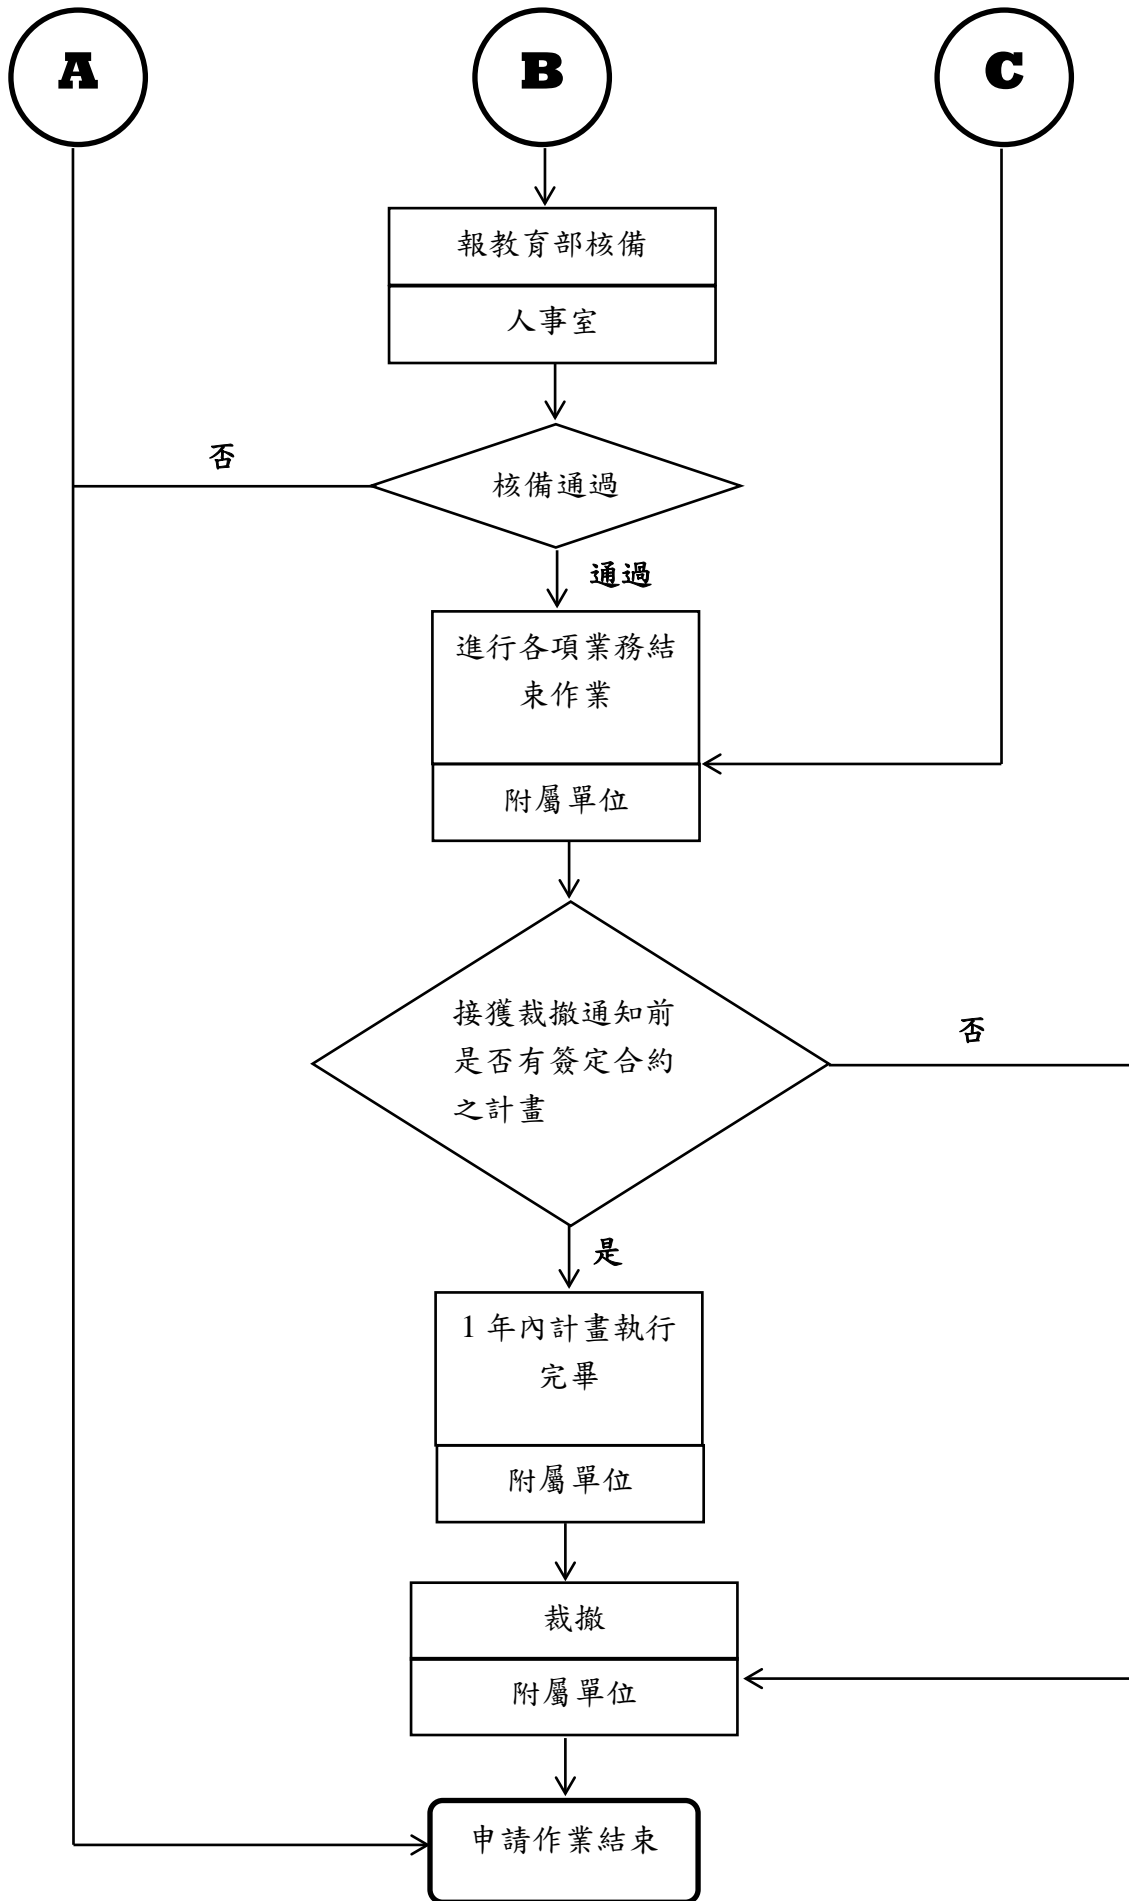 A
B
C
報教育部核備
人事室
否
核備通過
通過
進行各項業務結
束作業
附屬單位
接獲裁撤通知前
是否有簽定合約
之計畫
否
是
1 年內計畫執行
完畢
附屬單位
裁撤
附屬單位
申請作業結束